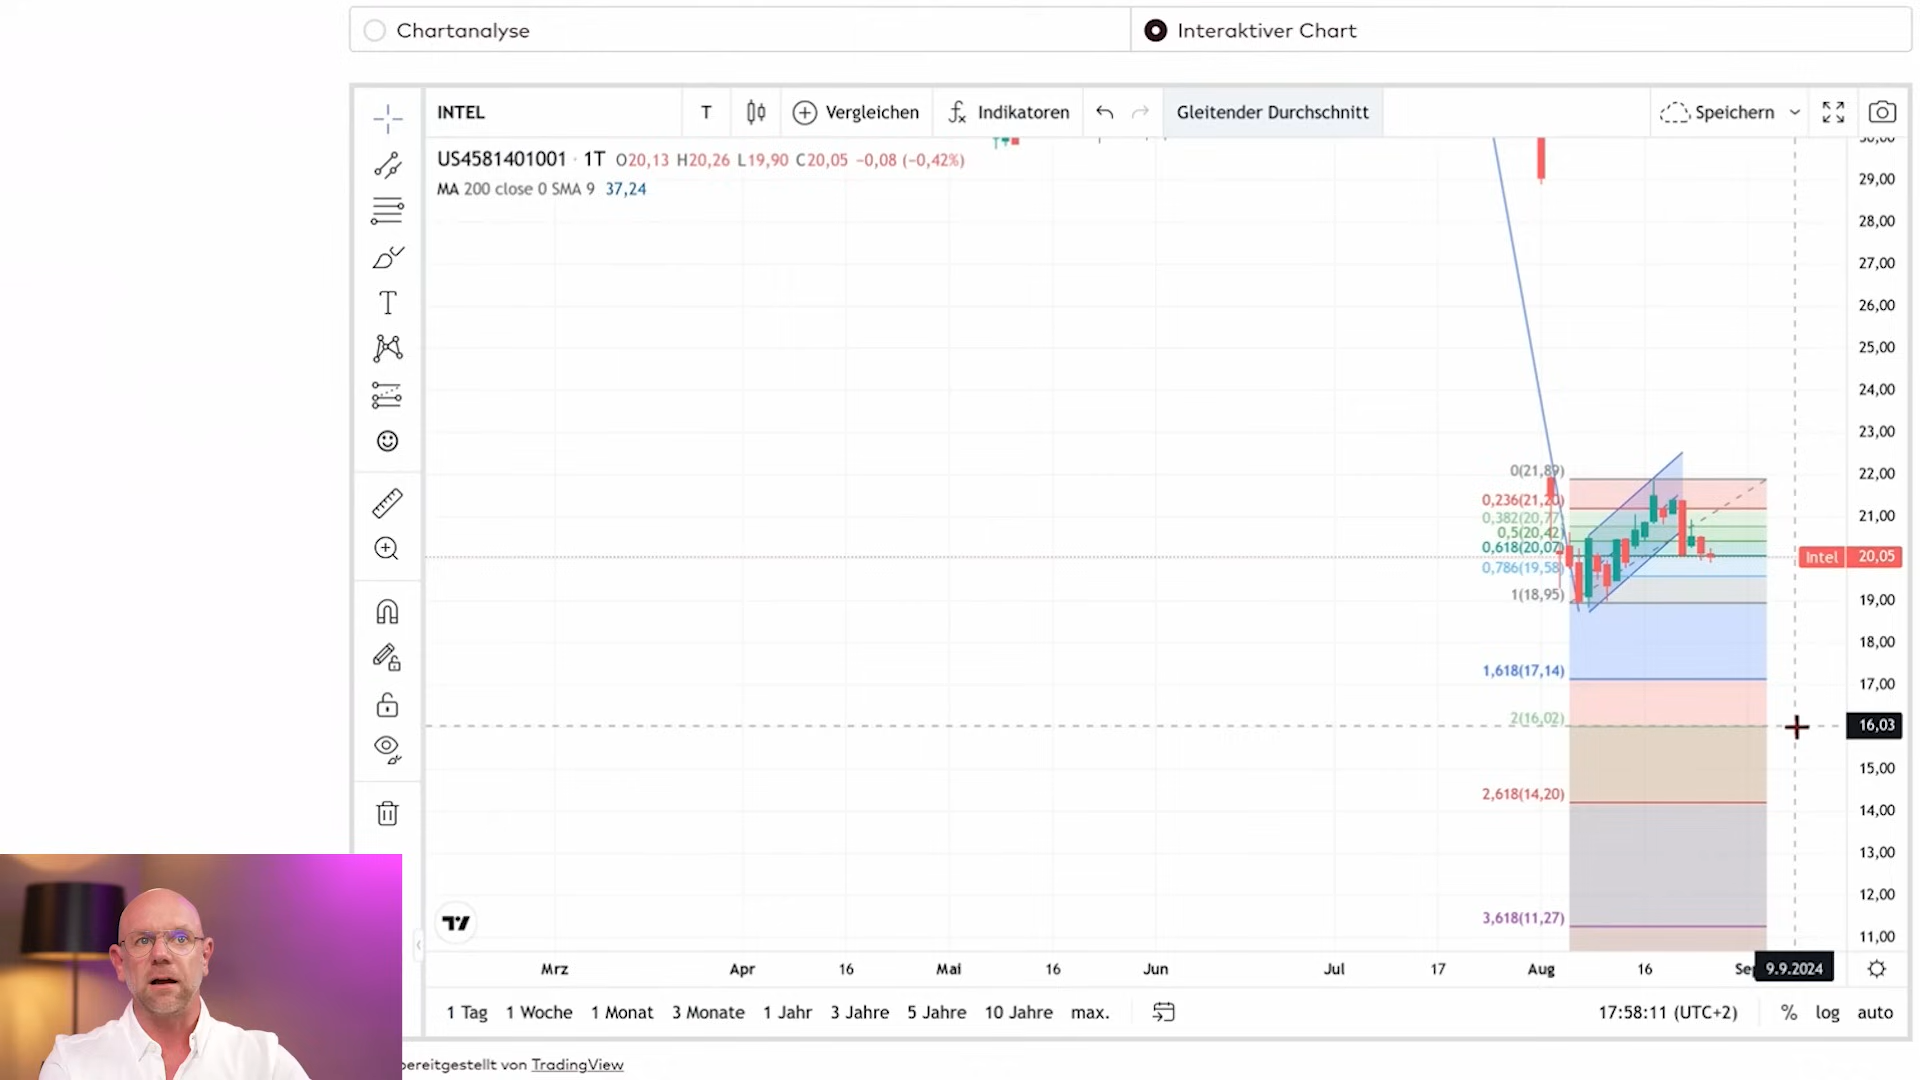 Chartanalyse
Interaktiver Chart
INTEL
T
Vergleichen
Indikatoren
Gleitender Durchschnitt
Speichern
US4581401001 · 1T O20,13 H20,26 L19,90 C20,05 −0,08 (−0,42%)
MA 200 close 0 SMA 9 37,24
30,00
29,00
28,00
27,00
26,00
25,00
24,00
23,00
22,00
21,00
Intel 20,05
19,00
18,00
17,00
16,03
15,00
14,00
13,00
12,00
11,00
0(21,89)
0,236(21,20)
0,382(20,77)
0,5(20,42)
0,618(20,07)
0,786(19,58)
1(18,95)
1,618(17,14)
2(16,02)
2,618(14,20)
3,618(11,27)
Mrz Apr 16 Mai 16 Jun Jul 17 Aug 16 Sep 9.9.2024
1 Tag 1 Woche 1 Monat 3 Monate 1 Jahr 3 Jahre 5 Jahre 10 Jahre max.
17:58:11 (UTC+2) % log auto
bereitgestellt von TradingView